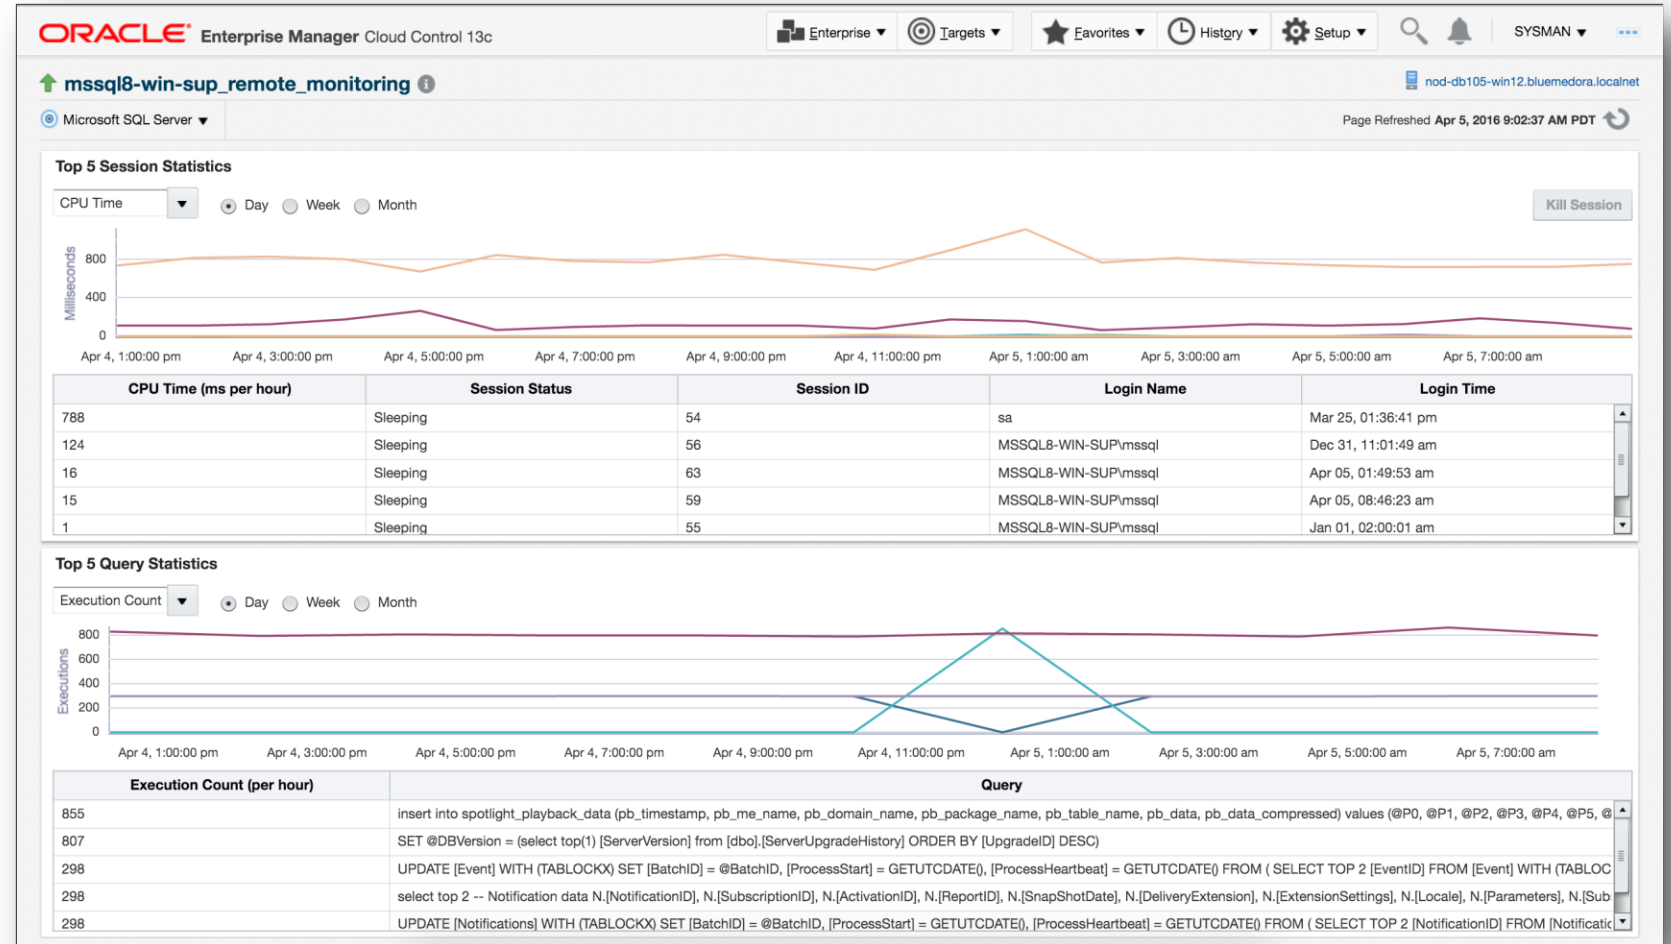 ORACLE® Enterprise Manager Cloud Control 13c
Enterprise
Targets
Favorites
History
Setup
SYSMAN
mssql8-win-sup_remote_monitoring
nod-db105-win12.bluemedora.localnet
Microsoft SQL Server
Page Refreshed Apr 5, 2016 9:02:37 AM PDT
Top 5 Session Statistics
CPU Time
Day Week Month
Kill Session
Milliseconds
800
400
0
Apr 4, 1:00:00 pm Apr 4, 3:00:00 pm Apr 4, 5:00:00 pm Apr 4, 7:00:00 pm Apr 4, 9:00:00 pm Apr 4, 11:00:00 pm Apr 5, 1:00:00 am Apr 5, 3:00:00 am Apr 5, 5:00:00 am Apr 5, 7:00:00 am
CPU Time (ms per hour) Session Status Session ID Login Name Login Time
788 Sleeping 54 sa Mar 25, 01:36:41 pm
124 Sleeping 56 MSSQL8-WIN-SUP\mssql Dec 31, 11:01:49 am
16 Sleeping 63 MSSQL8-WIN-SUP\mssql Apr 05, 01:49:53 am
15 Sleeping 59 MSSQL8-WIN-SUP\mssql Apr 05, 08:46:23 am
1 Sleeping 55 MSSQL8-WIN-SUP\mssql Jan 01, 02:00:01 am
Top 5 Query Statistics
Execution Count
Day Week Month
Executions
800
600
400
200
0
Apr 4, 1:00:00 pm Apr 4, 3:00:00 pm Apr 4, 5:00:00 pm Apr 4, 7:00:00 pm Apr 4, 9:00:00 pm Apr 4, 11:00:00 pm Apr 5, 1:00:00 am Apr 5, 3:00:00 am Apr 5, 5:00:00 am Apr 5, 7:00:00 am
Execution Count (per hour) Query
855 insert into spotlight_playback_data (pb_timestamp, pb_me_name, pb_domain_name, pb_package_name, pb_table_name, pb_data, pb_data_compressed) values (@P0, @P1, @P2, @P3, @P4, @P5, @
807 SET @DBVersion = (select top(1) [ServerVersion] from [dbo].[ServerUpgradeHistory] ORDER BY [UpgradeID] DESC)
298 UPDATE [Event] WITH (TABLOCKX) SET [BatchID] = @BatchID, [ProcessStart] = GETUTCDATE(), [ProcessHeartbeat] = GETUTCDATE() FROM ( SELECT TOP 2 [EventID] FROM [Event] WITH (TABLOC
298 select top 2 -- Notification data N.[NotificationID], N.[SubscriptionID], N.[ActivationID], N.[ReportID], N.[SnapShotDate], N.[DeliveryExtension], N.[ExtensionSettings], N.[Locale], N.[Parameters], N.[Sub
298 UPDATE [Notifications] WITH (TABLOCKX) SET [BatchID] = @BatchID, [ProcessStart] = GETUTCDATE(), [ProcessHeartbeat] = GETUTCDATE() FROM ( SELECT TOP 2 [NotificationID] FROM [Notificatic